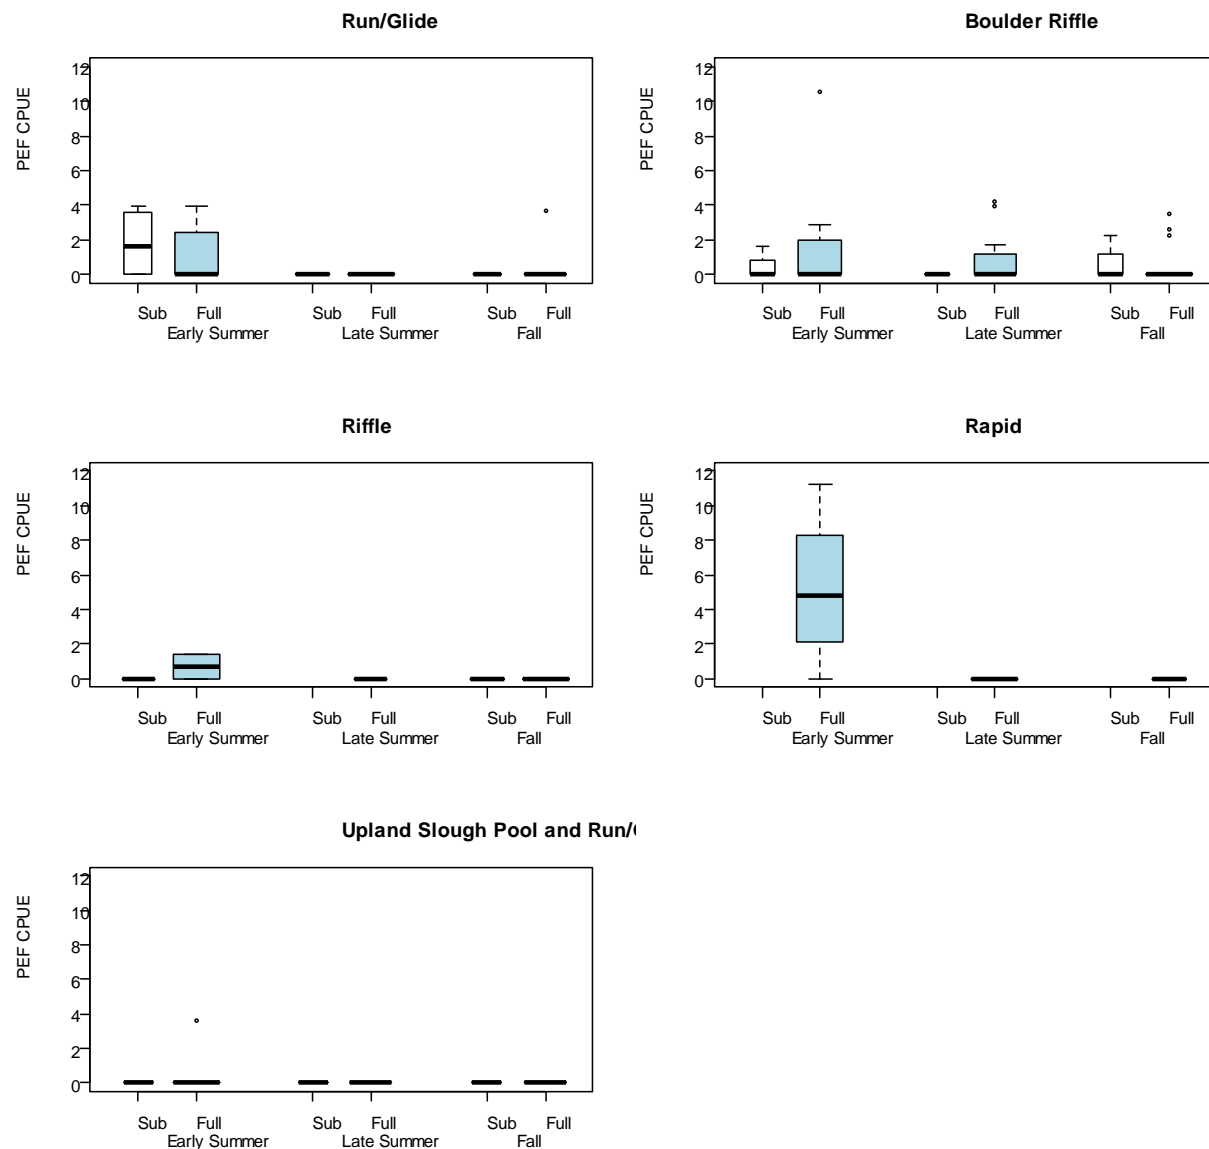 Run/Glide
PEF CPUE
12
10
8
6
4
2
0
Sub Full Sub Full Sub Full
Early Summer Late Summer Fall
Boulder Riffle
PEF CPUE
12
10
8
6
4
2
0
Sub Full Sub Full Sub Full
Early Summer Late Summer Fall
Riffle
PEF CPUE
12
10
8
6
4
2
0
Sub Full Sub Full Sub Full
Early Summer Late Summer Fall
Rapid
PEF CPUE
12
10
8
6
4
2
0
Sub Full Sub Full Sub Full
Early Summer Late Summer Fall
Upland Slough Pool and Run/
PEF CPUE
12
10
8
6
4
2
0
Sub Full Sub Full Sub Full
Early Summer Late Summer Fall